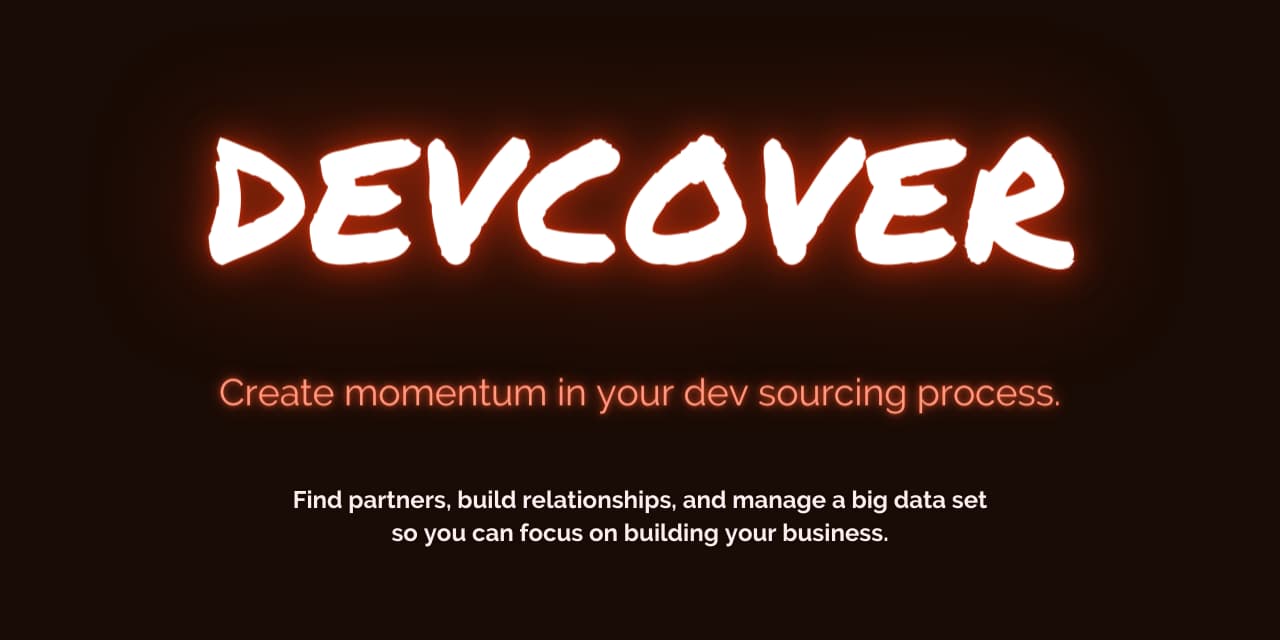 DEVCOVER
Create momentum in your dev sourcing process.
Find partners, build relationships, and manage a big data set
so you can focus on building your business.